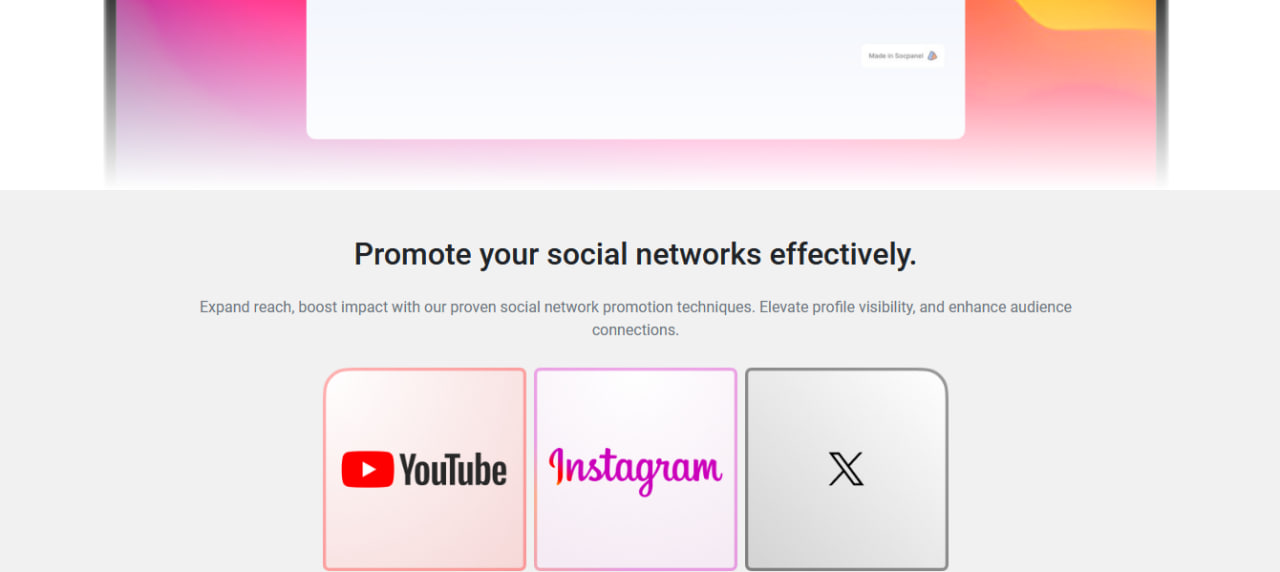 Made in Socpanel
Promote your social networks effectively.
Expand reach, boost impact with our proven social network promotion techniques. Elevate profile visibility, and enhance audience
connections.
YouTube
Instagram
X